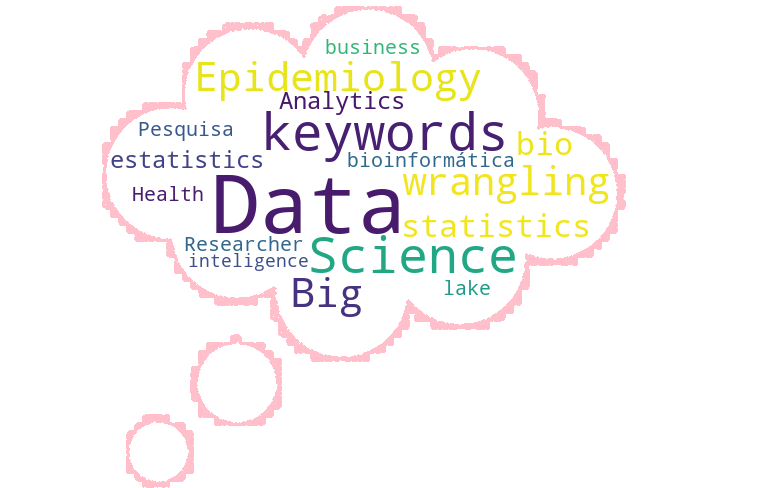 business
Epidemiology
Analytics
keywords
Pesquisa
bio
estatistics
bioinformática
Health
wrangling
Data
statistics
Researcher
Science
inteligence
Big
lake